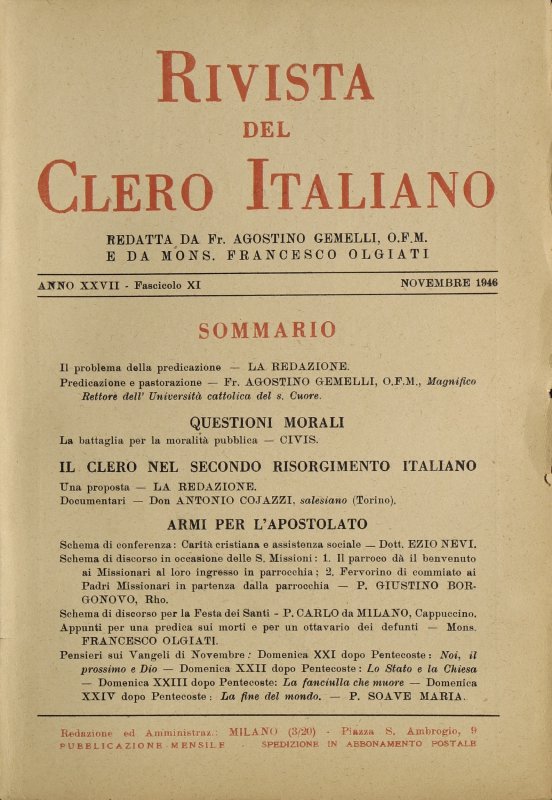 RIVISTA
DEL
CLERO ITALIANO
REDATTA DA Fr. AGOSTINO GEMELLI, O.F.M.
E DA MONS. FRANCESCO OLGIATI
ANNO XXVII - Fascicolo XI
NOVEMBRE 1946
SOMMARIO
Il problema della predicazione — LA REDAZIONE.
Predicazione e pastorazione — Fr. AGOSTINO GEMELLI, O.F.M., Magnifico
Rettore dell' Università cattolica del s. Cuore.
QUESTIONI MORALI
La battaglia per la moralità pubblica — CIVIS.
IL CLERO NEL SECONDO RISORGIMENTO ITALIANO
Una proposta — LA REDAZIONE.
Documentari — Don ANTONIO COJAZZI, salesiano (Torino).
ARMI PER L'APOSTOLATO
Schema di conferenza: Carità cristiana e assistenza sociale — Dott. EZIO NEVI.
Schema di discorso in occasione delle S. Missioni: 1. Il parroco dà il benvenuto
ai Missionari al loro ingresso in parrocchia; 2. Fervorino di commiato ai
Padri Missionari in partenza dalla parrocchia — P. GIUSTINO BOR-
GONOVO, Rho.
Schema di discorso per la Festa dei Santi - P. CARLO da MILANO, Cappuccino.
Appunti per una predica sui morti e per un ottavario dei defunti — Mons.
FRANCESCO OLGIATI.
Pensieri sui Vangeli di Novembre: Domenica XXI dopo Pentecoste: Noi, il
prossimo e Dio — Domenica XXII dopo Pentecoste: Lo Stato e la Chiesa
— Domenica XXIII dopo Pentecoste: La fanciulla che muore — Domenica
XXIV dopo Pentecoste: La fine del mondo. — P. SOAVE MARIA.
Redazione ed Amministraz.: MILANO (3/20) - Piazza S. Ambrogio, 9
PUBBLICAZIONE MENSILE - SPEDIZIONE IN ABBONAMENTO POSTALE